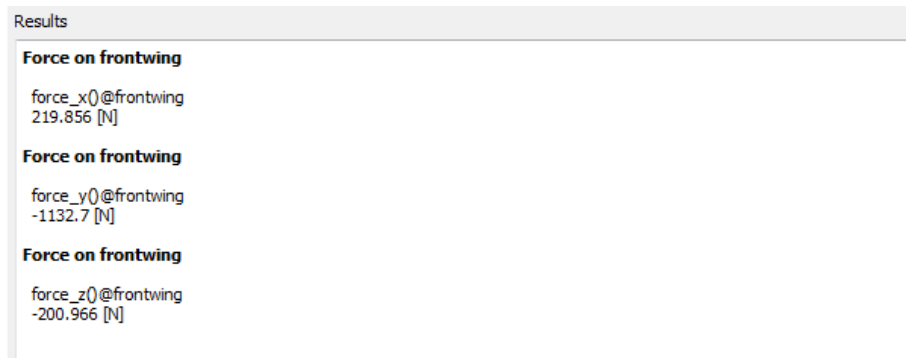 Results
Force on frontwing
force_x()@frontwing
219.856 [N]
Force on frontwing
force_y()@frontwing
-1132.7 [N]
Force on frontwing
force_z()@frontwing
-200.966 [N]